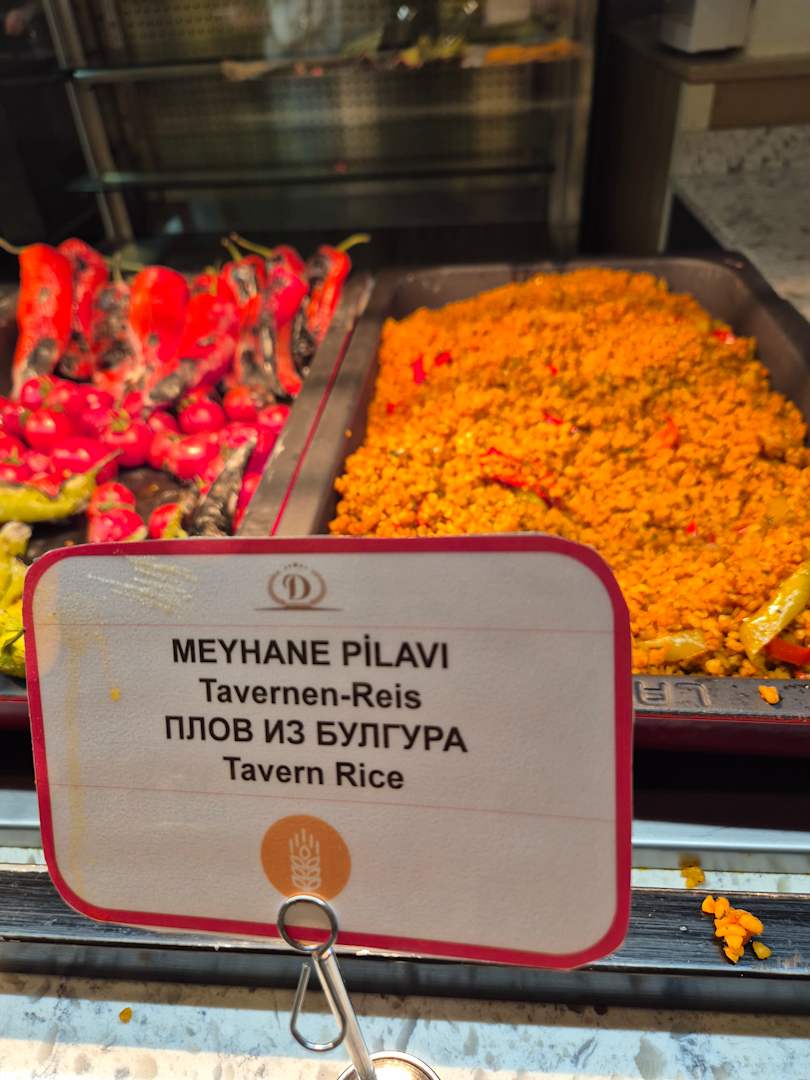 D
MEYHANE PİLAVI
Tavernen-Reis
ПЛОВ ИЗ БУЛГУРА
Tavern Rice